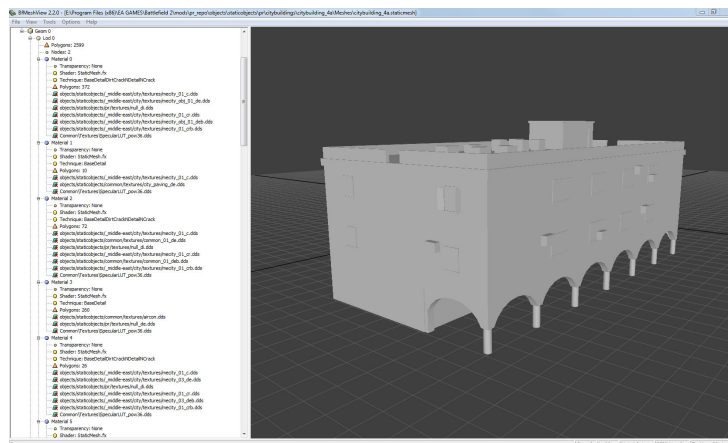 BfMeshView 2.2.0 - [E:\Program Files (x86)\EA GAMES\Battlefield 2\mods\pr_repo\objects\staticobjects\pr\citybuildings\citybuilding_4a\Meshes\citybuilding_4a.staticmesh]
File View Tools Options Help
Geom 0
Lod 0
Polygons: 2599
Nodes: 2
Material 0
Transparency: None
Shader: StaticMesh.fx
Technique: BaseDetailDirtCrackNDetailNCrack
Polygons: 372
objects/staticobjects/_middle-east/city/textures/mecity_01_c.dds
objects/staticobjects/_middle-east/city/textures/mecity_obj_01_de.dds
objects/staticobjects/pr/textures/null_di.dds
objects/staticobjects/_middle-east/city/textures/mecity_01_cr.dds
objects/staticobjects/_middle-east/city/textures/mecity_obj_01_deb.dds
objects/staticobjects/_middle-east/city/textures/mecity_01_crb.dds
Common\Textures\SpecularLUT_pow36.dds
Material 1
Transparency: None
Shader: StaticMesh.fx
Technique: BaseDetail
Polygons: 10
objects/staticobjects/_middle-east/city/textures/mecity_01_c.dds
objects/staticobjects/common/textures/city_paving_de.dds
Common\Textures\SpecularLUT_pow36.dds
Material 2
Transparency: None
Shader: StaticMesh.fx
Technique: BaseDetailDirtCrackNDetailNCrack
Polygons: 72
objects/staticobjects/_middle-east/city/textures/mecity_01_c.dds
objects/staticobjects/common/textures/common_01_de.dds
objects/staticobjects/pr/textures/null_di.dds
objects/staticobjects/_middle-east/city/textures/mecity_01_cr.dds
objects/staticobjects/common/textures/common_01_deb.dds
objects/staticobjects/_middle-east/city/textures/mecity_01_crb.dds
Common\Textures\SpecularLUT_pow36.dds
Material 3
Transparency: None
Shader: StaticMesh.fx
Technique: BaseDetail
Polygons: 260
objects/staticobjects/common/textures/aircon.dds
objects/staticobjects/pr/textures/null_de.dds
Common\Textures\SpecularLUT_pow36.dds
Material 4
Transparency: None
Shader: StaticMesh.fx
Technique: BaseDetailDirtCrackNDetailNCrack
Polygons: 26
objects/staticobjects/_middle-east/city/textures/mecity_01_c.dds
objects/staticobjects/_middle-east/city/textures/mecity_03_de.dds
objects/staticobjects/pr/textures/null_di.dds
objects/staticobjects/_middle-east/city/textures/mecity_01_cr.dds
objects/staticobjects/_middle-east/city/textures/mecity_03_deb.dds
objects/staticobjects/_middle-east/city/textures/mecity_01_crb.dds
Common\Textures\SpecularLUT_pow36.dds
Material 5
Transparency: None
Shader: StaticMesh.fx